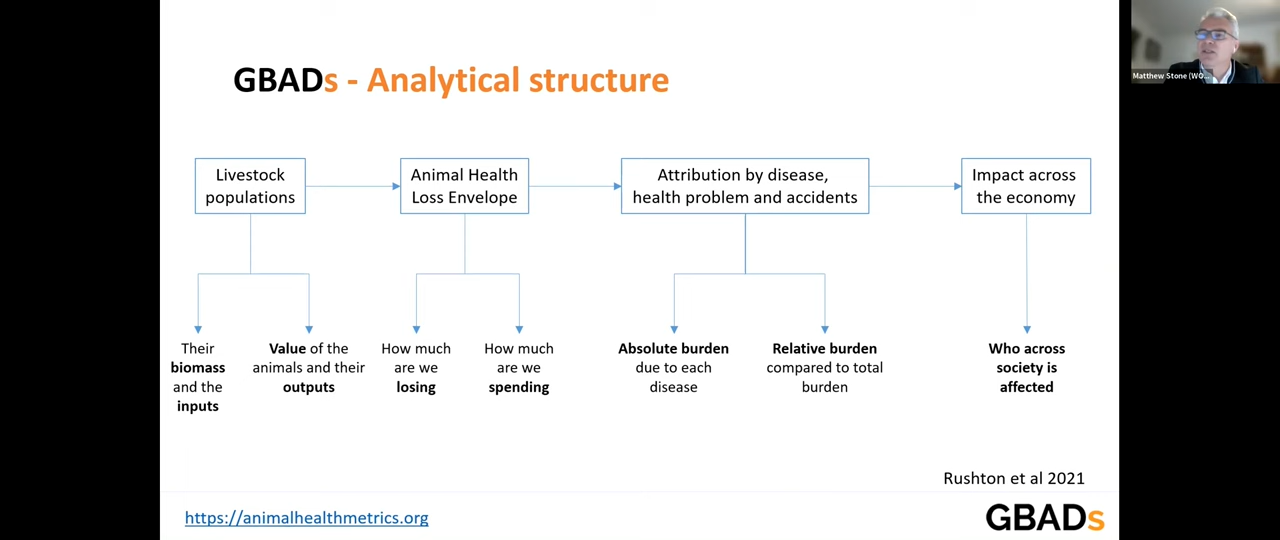 Matthew Stone (WO...
GBADs - Analytical structure
Livestock
populations
Animal Health
Loss Envelope
Attribution by disease,
health problem and accidents
Impact across
the economy
Their
biomass
and the
inputs
Value of the
animals and their
outputs
How much
are we
losing
How much
are we
spending
Absolute burden
due to each
disease
Relative burden
compared to total
burden
Who across
society is
affected
Rushton et al 2021
https://animalhealthmetrics.org
GBADs